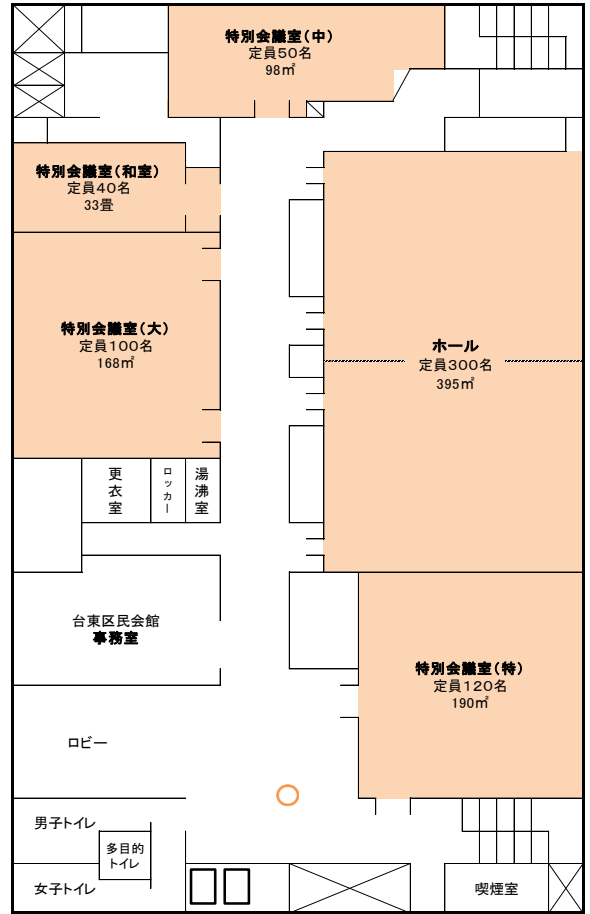 特別会議室(中)
定員50名
98㎡
特別会議室(和室)
定員40名
33畳
特別会議室(大)
定員100名
168㎡
ホール
定員300名
395㎡
更衣室
ロッカー
湯沸室
台東区民会館
事務室
特別会議室(特)
定員120名
190㎡
ロビー
男子トイレ
多目的
トイレ
女子トイレ
喫煙室